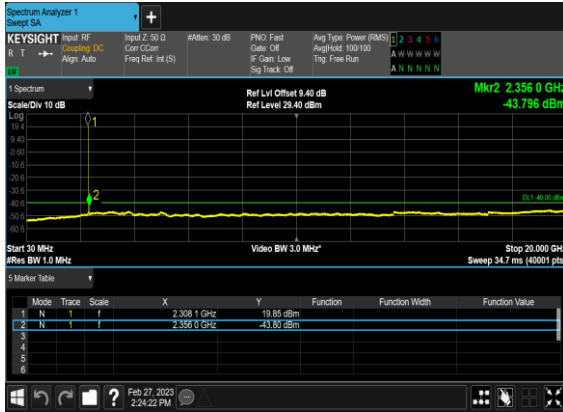 Spectrum Analyzer 1
Swept SA
KEYSIGHT Input: RF Input Z: 50 Ω #Atten: 30 dB PNO: Fast Avg Type: Power (RMS) 1 2 3 4 5 6
R T Coupling: DC Corr CCorr Gate: Off Avg|Hold: 100/100 A W W W W W
Align: Auto Freq Ref: Int (S) IF Gain: Low Trig: Free Run
Sig Track: Off A N N N N N
1 Spectrum Ref Lvl Offset 9.40 dB Mkr2 2.356 0 GHz
Scale/Div 10 dB Ref Level 29.40 dBm -43.796 dBm
Log
19.4
9.40
-0.60
-10.6
-20.6
-30.6
-40.6
-50.6
-60.6
1
2
DL1 -40.00 dBm
Start 30 MHz Video BW 3.0 MHz* Stop 20.000 GHz
#Res BW 1.0 MHz Sweep 34.7 ms (40001 pts)
5 Marker Table
Mode Trace Scale X Y Function Function Width Function Value
1 N 1 f 2.308 1 GHz 19.85 dBm
2 N 1 f 2.356 0 GHz -43.80 dBm
3
4
5
6
? Feb 27, 2023
2:24:22 PM